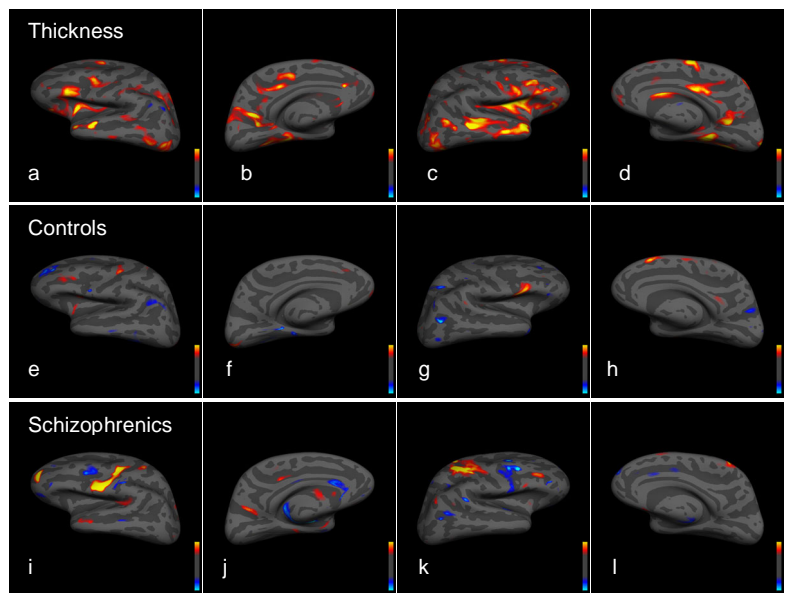 Thickness
a
b
c
d
Controls
e
f
g
h
Schizophrenics
i
j
k
l